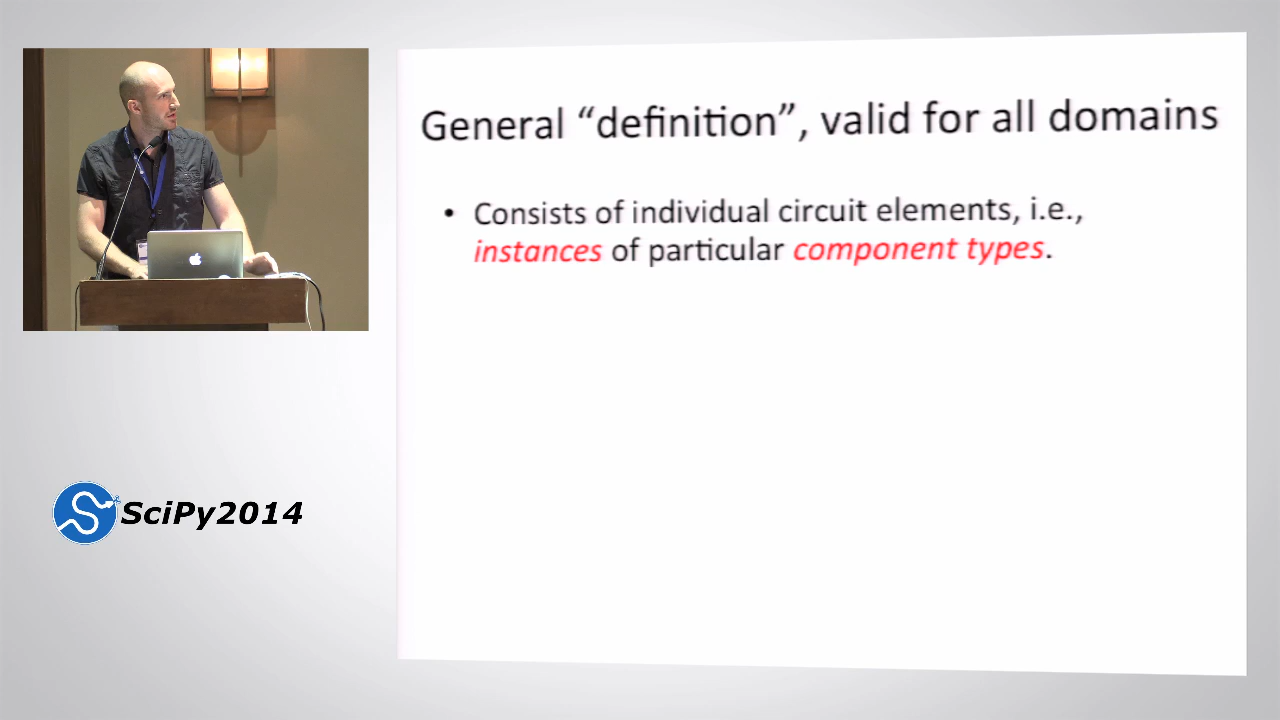 General “definition”, valid for all domains
• Consists of individual circuit elements, i.e.,
instances of particular component types.
SciPy2014